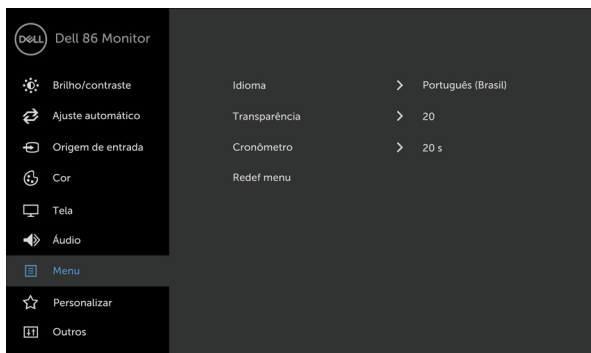 DELL Dell 86 Monitor
Brilho/contraste
Ajuste automático
Origem de entrada
Cor
Tela
Áudio
Menu
Personalizar
Outros
Idioma > Português (Brasil)
Transparência > 20
Cronômetro > 20 s
Redef menu